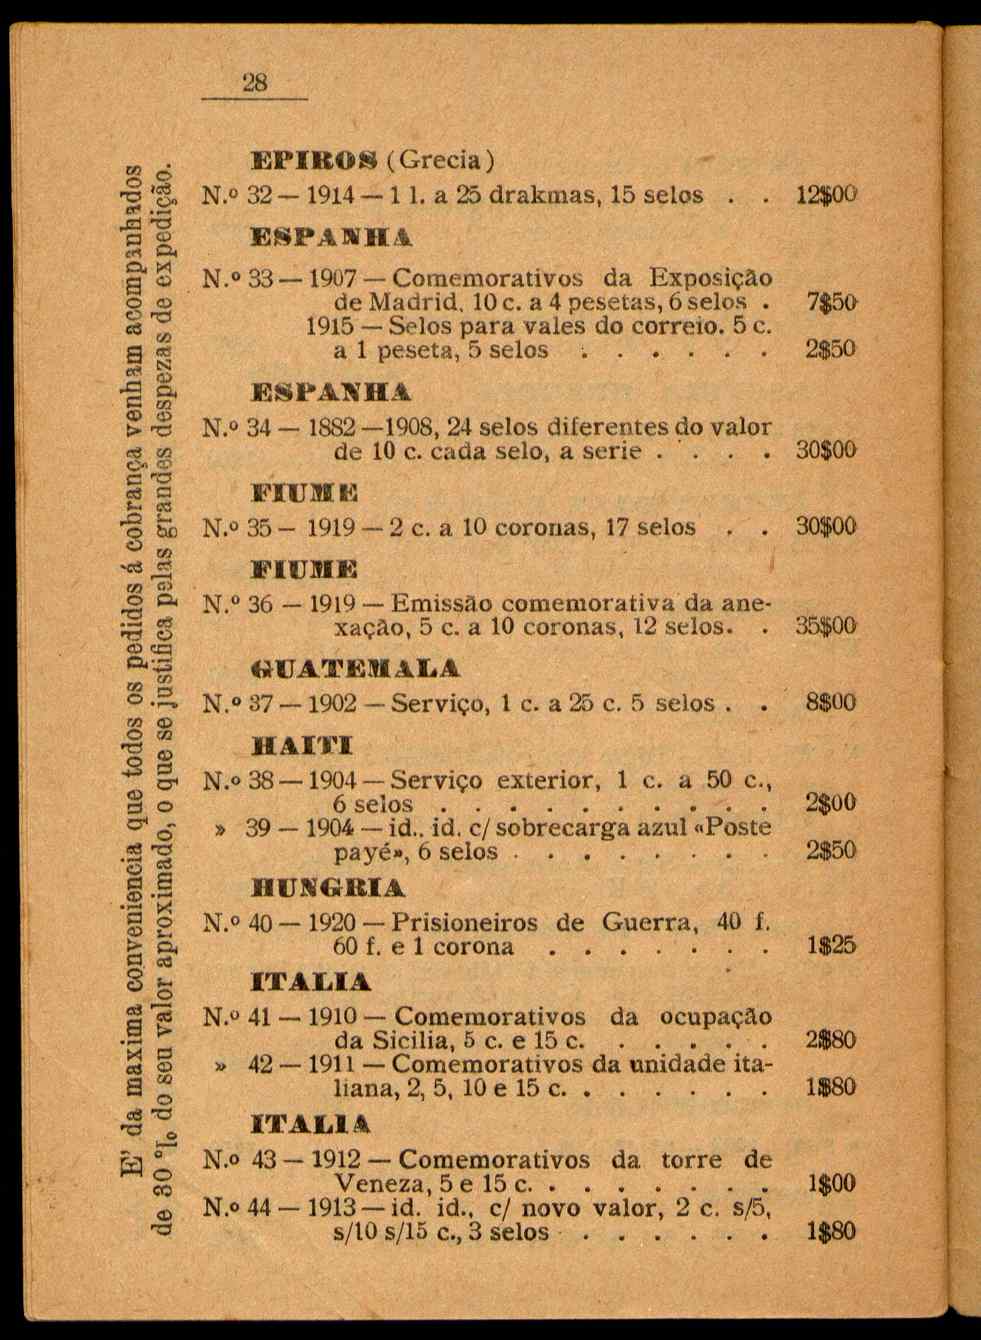 28
EPIROS (Grecia)
N.º 32 — 1914 — 1 l. a 25 drakmas, 15 selos . . 12$00
ESPANHA
N.º 33 — 1907 — Comemorativos da Exposição
de Madrid, 10 c. a 4 pesetas, 6 selos . 7$50
1915 — Selos para vales do correio. 5 c.
a 1 peseta, 5 selos . . . . . . 2$50
ESPANHA
N.º 34 — 1882 — 1908, 24 selos diferentes do valor
de 10 c. cada selo, a serie . . . . 30$00
FIUME
N.º 35 — 1919 — 2 c. a 10 coronas, 17 selos . . 30$00
FIUME
N.º 36 — 1919 — Emissão comemorativa da ane-
xação, 5 c. a 10 coronas, 12 selos. . 35$00
GUATEMALA
N.º 37 — 1902 — Serviço, 1 c. a 25 c. 5 selos . . 8$00
HAITI
N.º 38 — 1904 — Serviço exterior, 1 c. a 50 c.,
6 selos . . . . . . . . . . 2$00
» 39 — 1904 — id., id. c/ sobrecarga azul «Poste
payé», 6 selos . . . . . . . . 2$50
HUNGRIA
N.º 40 — 1920 — Prisioneiros de Guerra, 40 f.
60 f. e 1 corona . . . . . . . 1$25
ITALIA
N.º 41 — 1910 — Comemorativos da ocupação
da Sicilia, 5 c. e 15 c. . . . . . 2$80
» 42 — 1911 — Comemorativos da unidade ita-
liana, 2, 5, 10 e 15 c. . . . . . . 1$80
ITALIA
N.º 43 — 1912 — Comemorativos da torre de
Veneza, 5 e 15 c. . . . . . . . 1$00
N.º 44 — 1913 — id. id., c/ novo valor, 2 c. s/5,
s/10 s/15 c., 3 selos . . . . . . 1$80
E' da maxima conveniencia que todos os pedidos á cobrança venham acompanhados
de 30 % do seu valor aproximado, o que se justifica pelas grandes despezas de expedição.